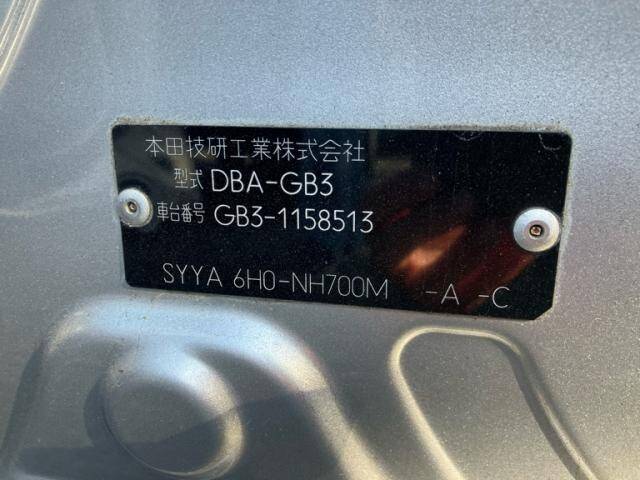 本田技研工業株式会社
型式 DBA-GB3
車台番号 GB3-1158513
SYYA 6H0-NH700M -A -C